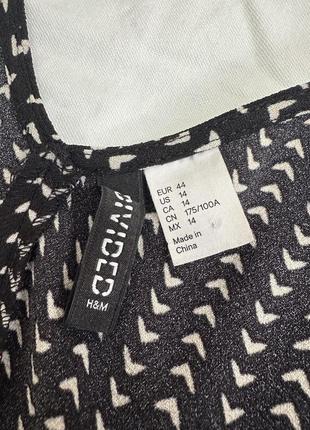 DIVIDED
H&M
EUR 44
US 14
CA 14
CN 175/100A
MX 14
Made in
China